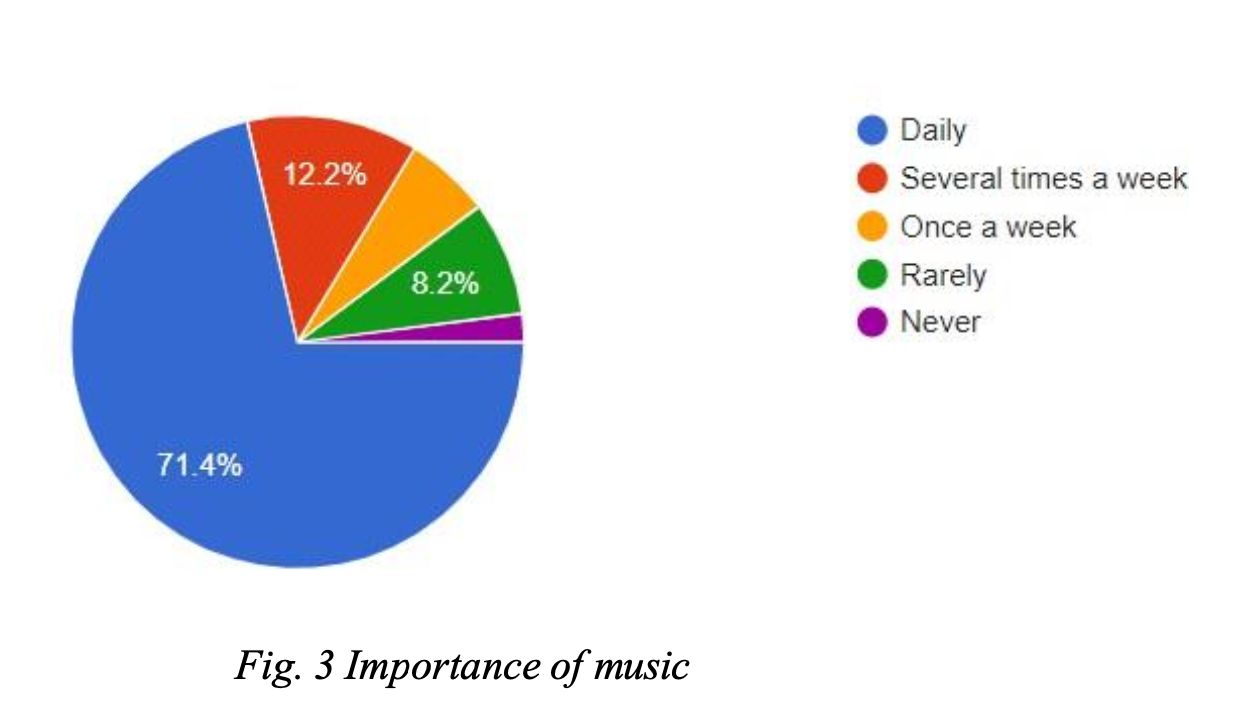 12.2%
8.2%
71.4%
Daily
Several times a week
Once a week
Rarely
Never
Fig. 3 Importance of music